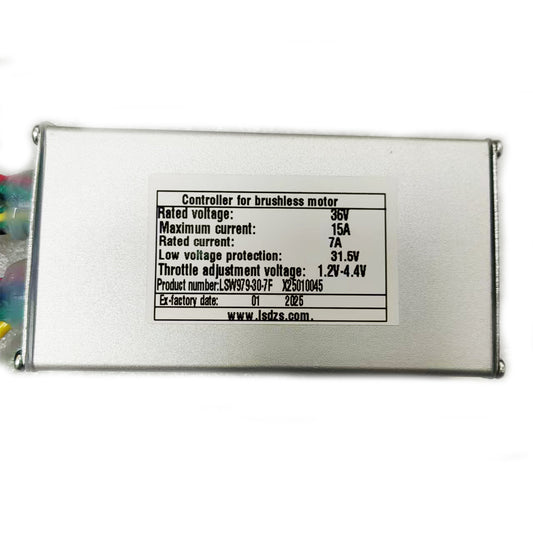 Controller for brushless motor
Rated voltage: 36V
Maximum current: 15A
Rated current: 7A
Low voltage protection: 31.5V
Throttle adjustment voltage: 1.2V-4.4V
Product number:LSW979-30-7F X25010045
Ex-factory date: 01 2025
www.lsdzs.com.